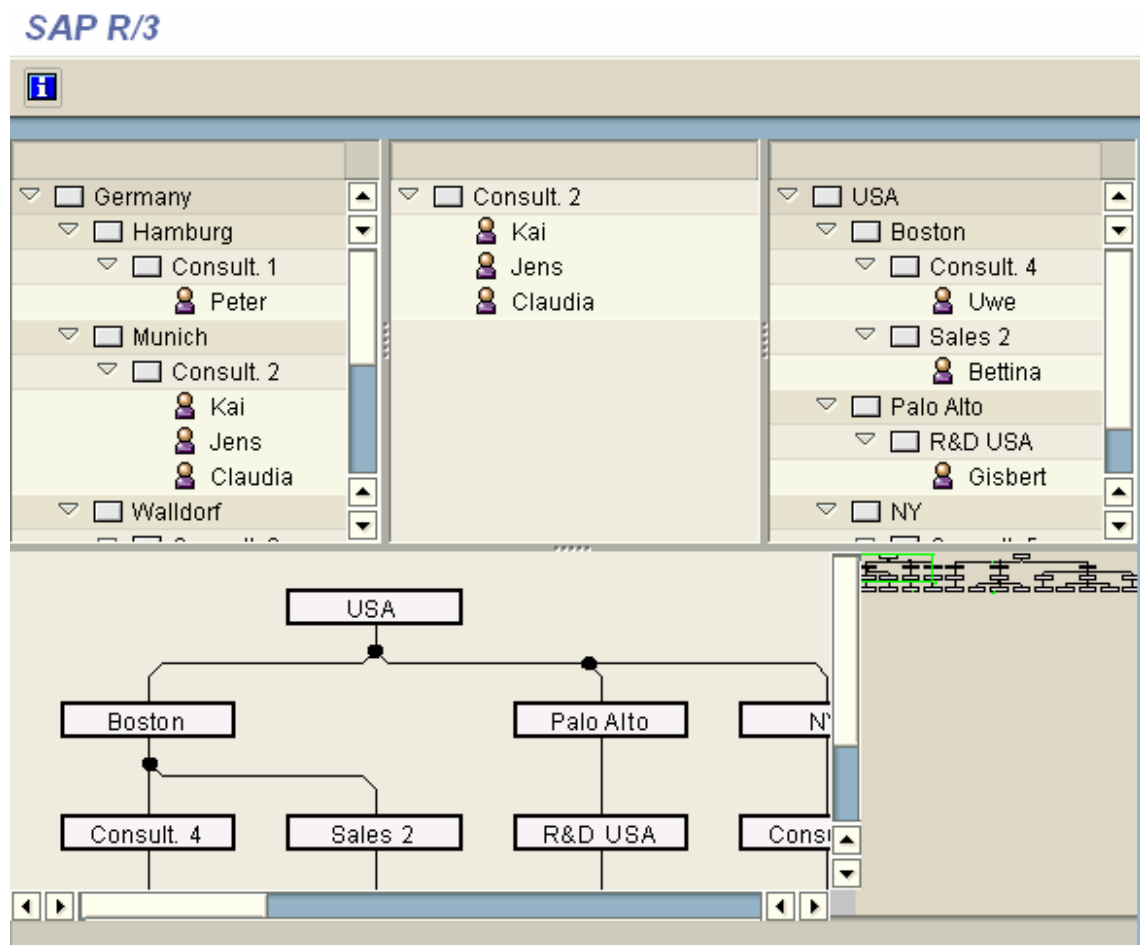 SAP R/3
Germany
Hamburg
Consult. 1
Peter
Munich
Consult. 2
Kai
Jens
Claudia
Walldorf
Consult. 2
Kai
Jens
Claudia
USA
Boston
Consult. 4
Uwe
Sales 2
Bettina
Palo Alto
R&D USA
Gisbert
NY
USA
Boston
Palo Alto
Consult. 4
Sales 2
R&D USA